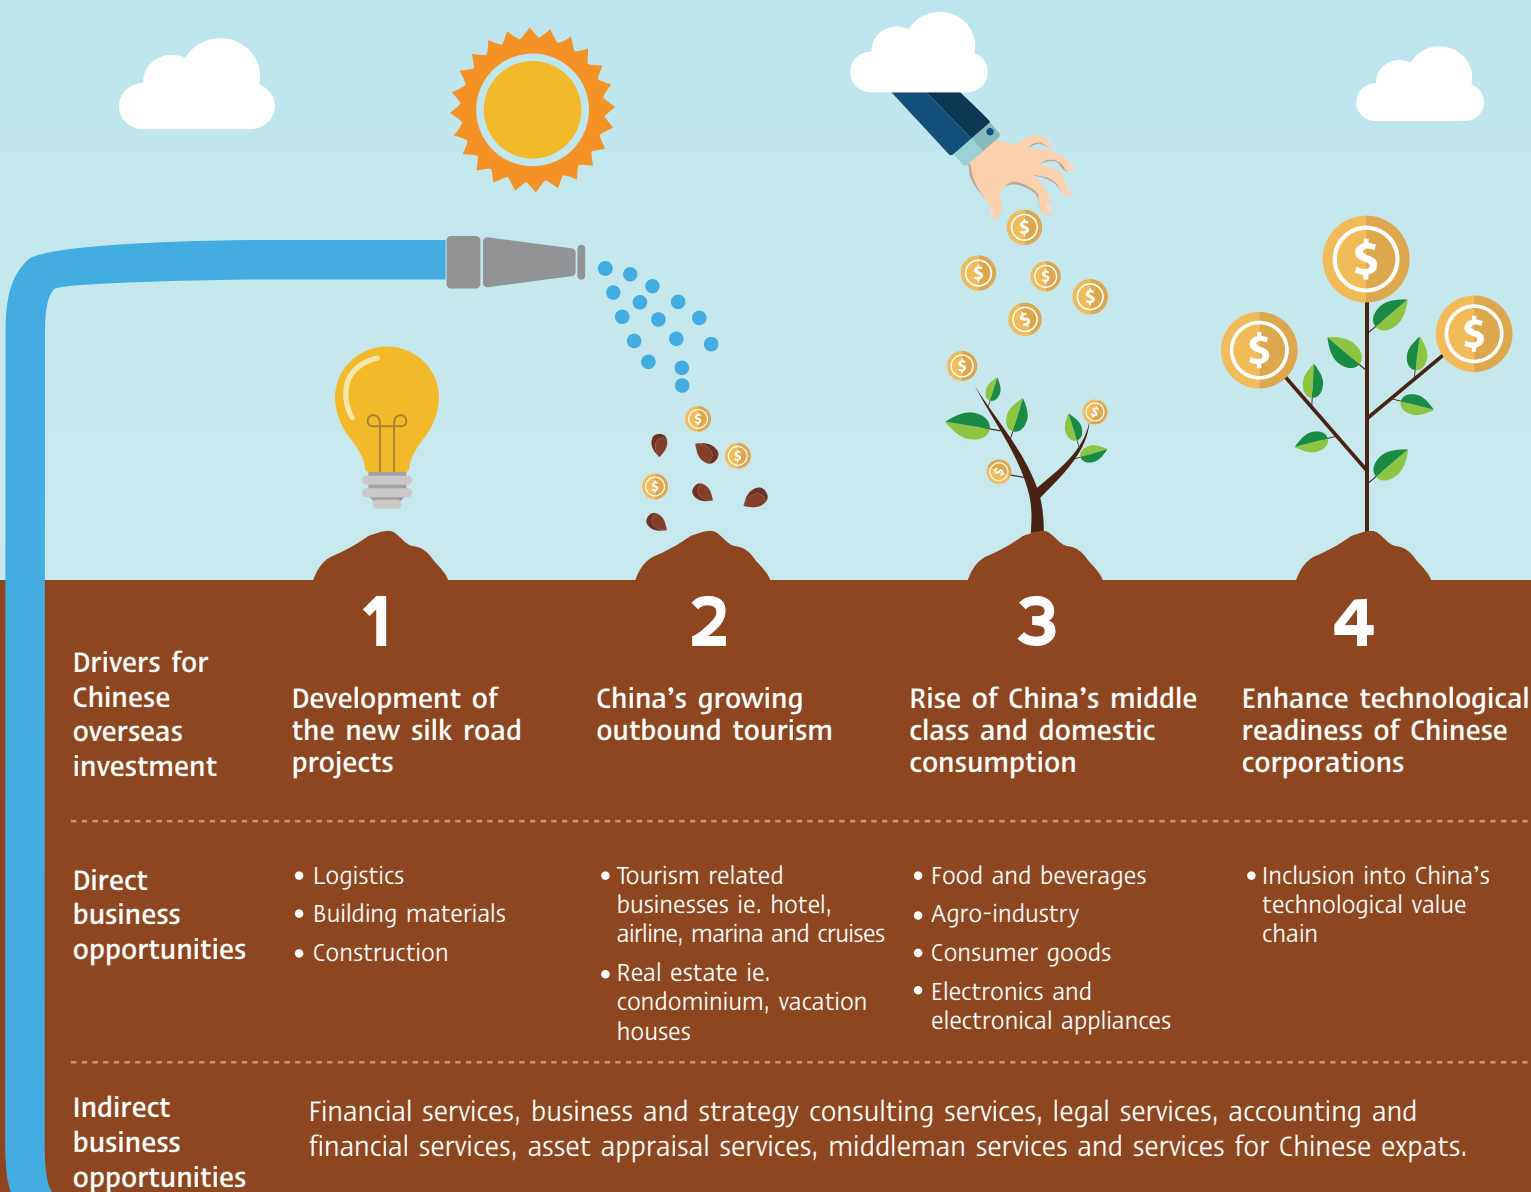 1
2
3
4
Drivers for
Chinese
overseas
investment
Development of
the new silk road
projects
China's growing
outbound tourism
Rise of China's middle
class and domestic
consumption
Enhance technological
readiness of Chinese
corporations
Direct
business
opportunities
• Logistics
• Building materials
• Construction
• Tourism related
businesses ie. hotel,
airline, marina and cruises
• Real estate ie.
condominium, vacation
houses
• Food and beverages
• Agro-industry
• Consumer goods
• Electronics and
electronical appliances
• Inclusion into China's
technological value
chain
Indirect
business
opportunities
Financial services, business and strategy consulting services, legal services, accounting and
financial services, asset appraisal services, middleman services and services for Chinese expats.